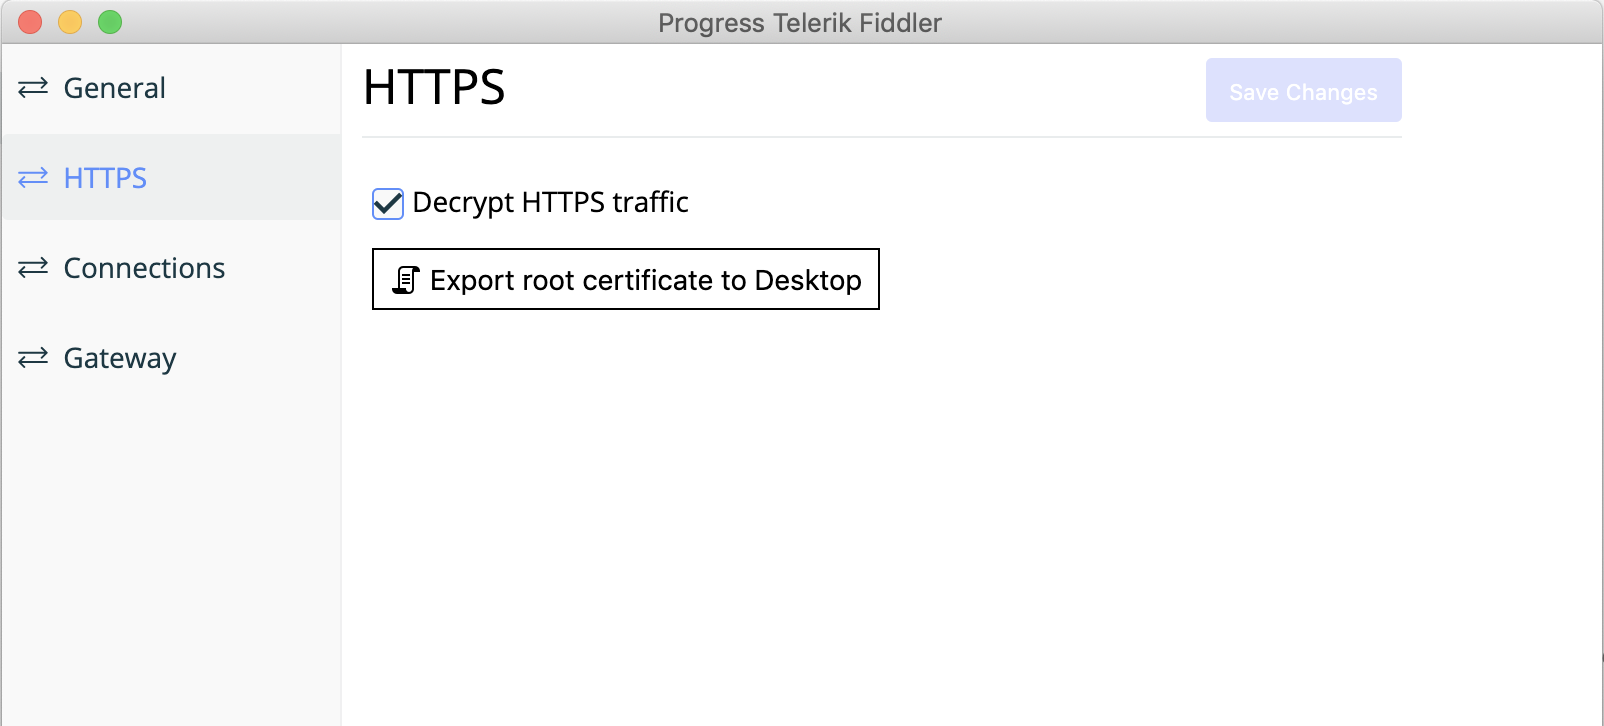 Progress Telerik Fiddler
General
HTTPS
Connections
Gateway
HTTPS
Save Changes
Decrypt HTTPS traffic
Export root certificate to Desktop